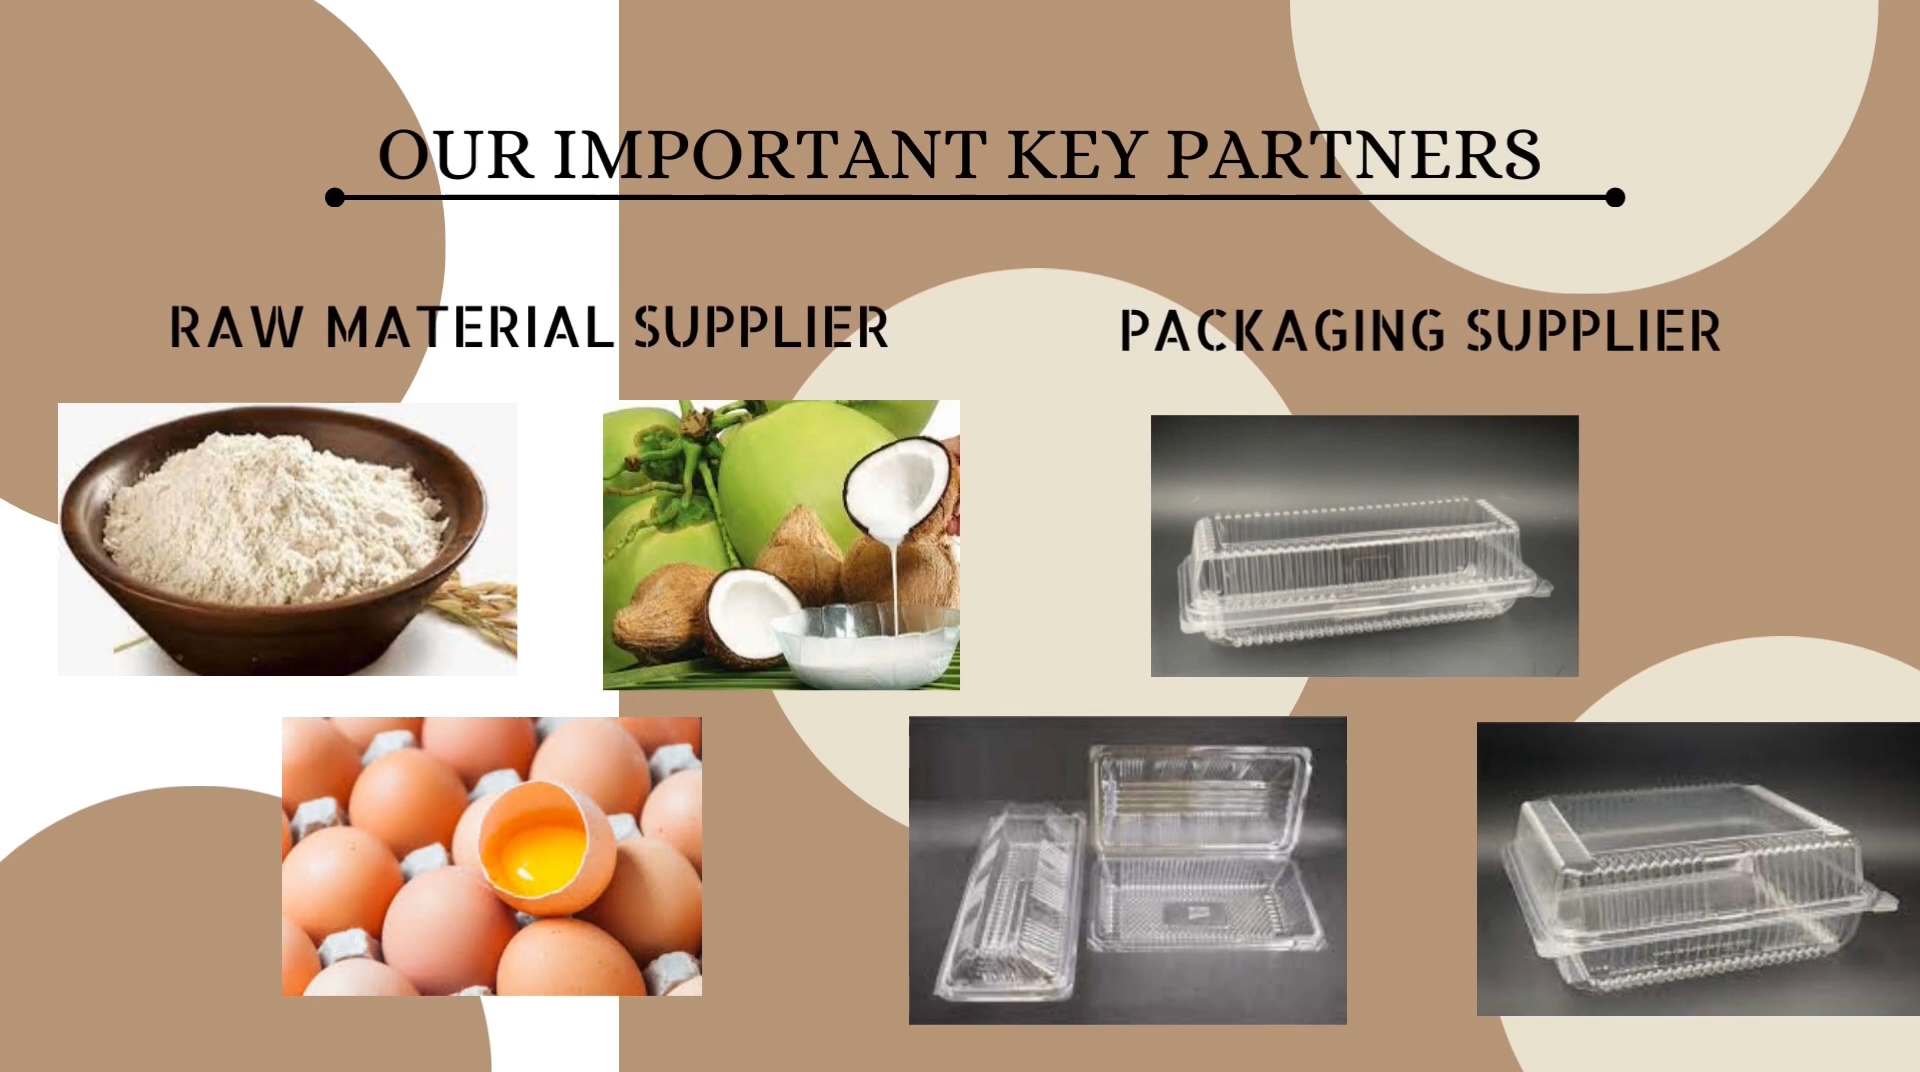 OUR IMPORTANT KEY PARTNERS
RAW MATERIAL SUPPLIER
PACKAGING SUPPLIER